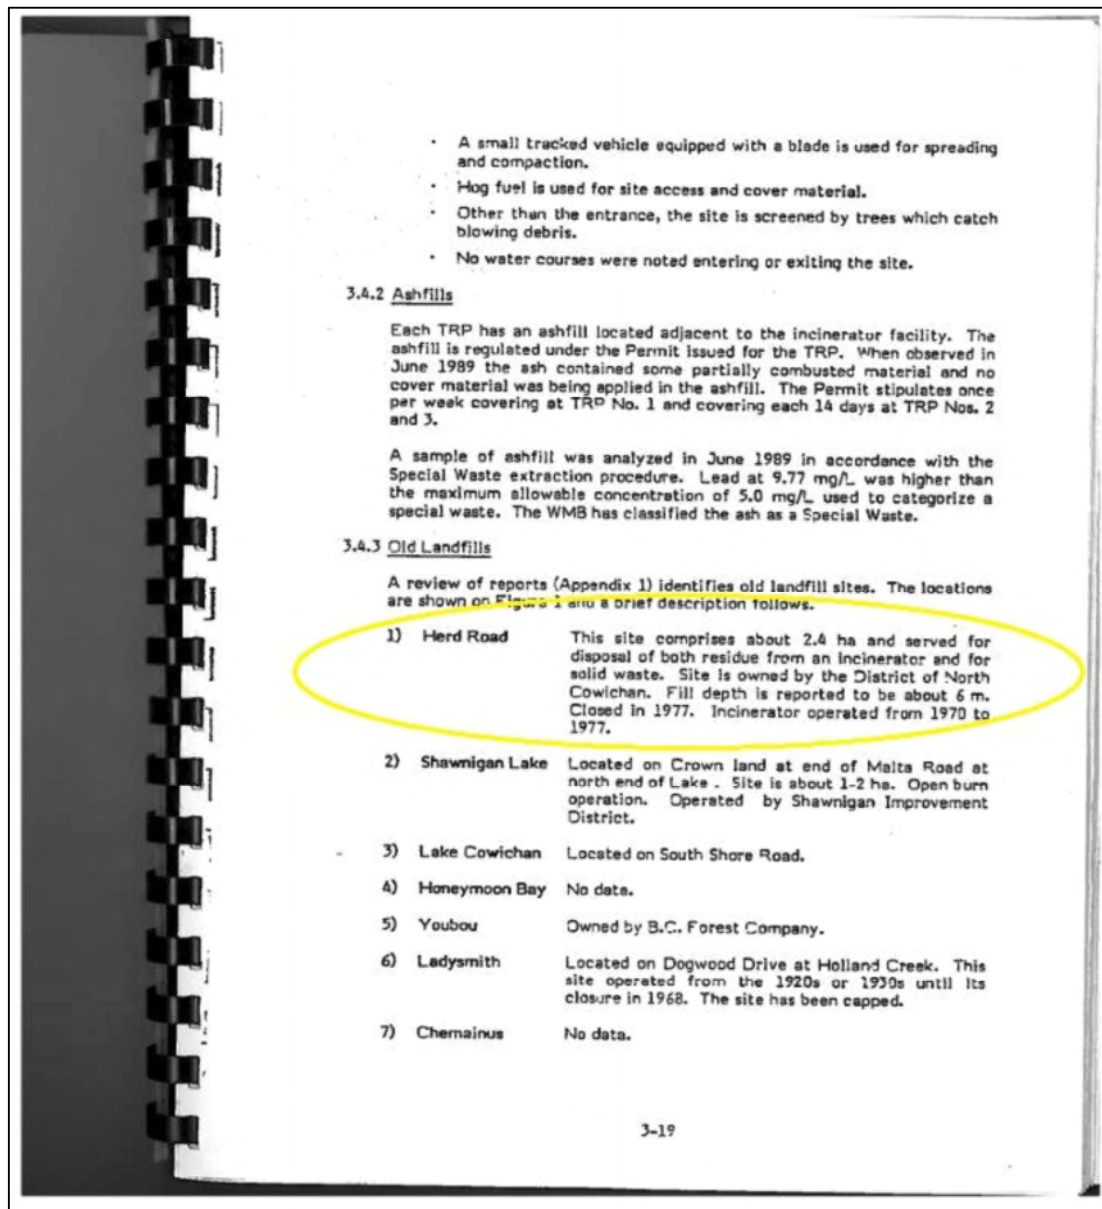 · A small tracked vehicle equipped with a blade is used for spreading
and compaction.
· Hog fuel is used for site access and cover material.
· Other than the entrance, the site is screened by trees which catch
blowing debris.
· No water courses were noted entering or exiting the site.
3.4.2 Ashfills
Each TRP has an ashfill located adjacent to the incinerator facility. The
ashfill is regulated under the Permit issued for the TRP. When observed in
June 1989 the ash contained some partially combusted material and no
cover material was being applied in the ashfill. The Permit stipulates once
per week covering at TRP No. 1 and covering each 14 days at TRP Nos. 2
and 3.
A sample of ashfill was analyzed in June 1989 in accordance with the
Special Waste extraction procedure. Lead at 9.77 mg/L was higher than
the maximum allowable concentration of 5.0 mg/L used to categorize a
special waste. The WMB has classified the ash as a Special Waste.
3.4.3 Old Landfills
A review of reports (Appendix 1) identifies old landfill sites. The locations
are shown on Figure 1 and a brief description follows.
1) Herd Road This site comprises about 2.4 ha and served for
disposal of both residue from an incinerator and for
solid waste. Site is owned by the District of North
Cowichan. Fill depth is reported to be about 6 m.
Closed in 1977. Incinerator operated from 1970 to
1977.
2) Shawnigan Lake Located on Crown land at end of Malta Road at
north end of Lake . Site is about 1-2 ha. Open burn
operation. Operated by Shawnigan Improvement
District.
3) Lake Cowichan Located on South Shore Road.
4) Honeymoon Bay No data.
5) Youbou Owned by B.C. Forest Company.
6) Ladysmith Located on Dogwood Drive at Holland Creek. This
site operated from the 1920s or 1930s until its
closure in 1968. The site has been capped.
7) Chemainus No data.
3-19